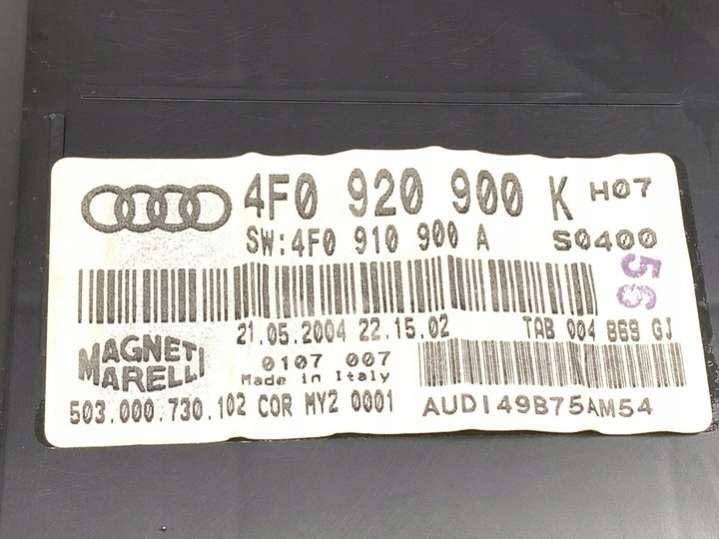 4F0 920 900 K H07
SW:4F0 910 900 A S0400
56
21.05.2004 22.15.02 TAB 004 869 GJ
MAGNETI
MARELLI
0107 007
Made in Italy
503.000.730.102 COR MY2 0001
AUDI49B75AM54